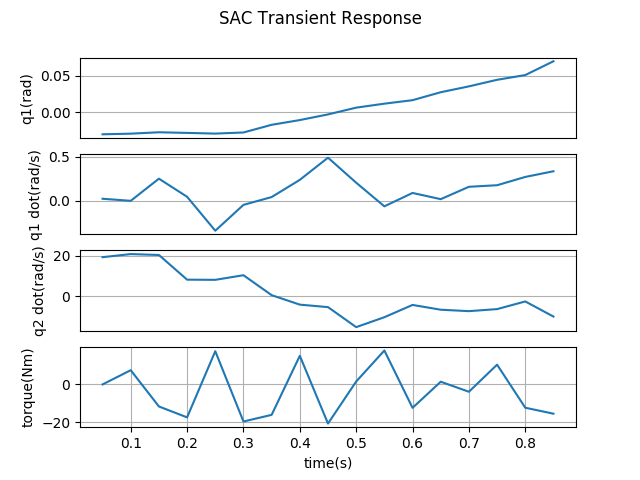 SAC Transient Response
q1(rad)
0.05
0.00
q1 dot(rad/s)
0.5
0.0
q2 dot(rad/s)
20
0
torque(Nm)
0
−20
0.1 0.2 0.3 0.4 0.5 0.6 0.7 0.8
time(s)